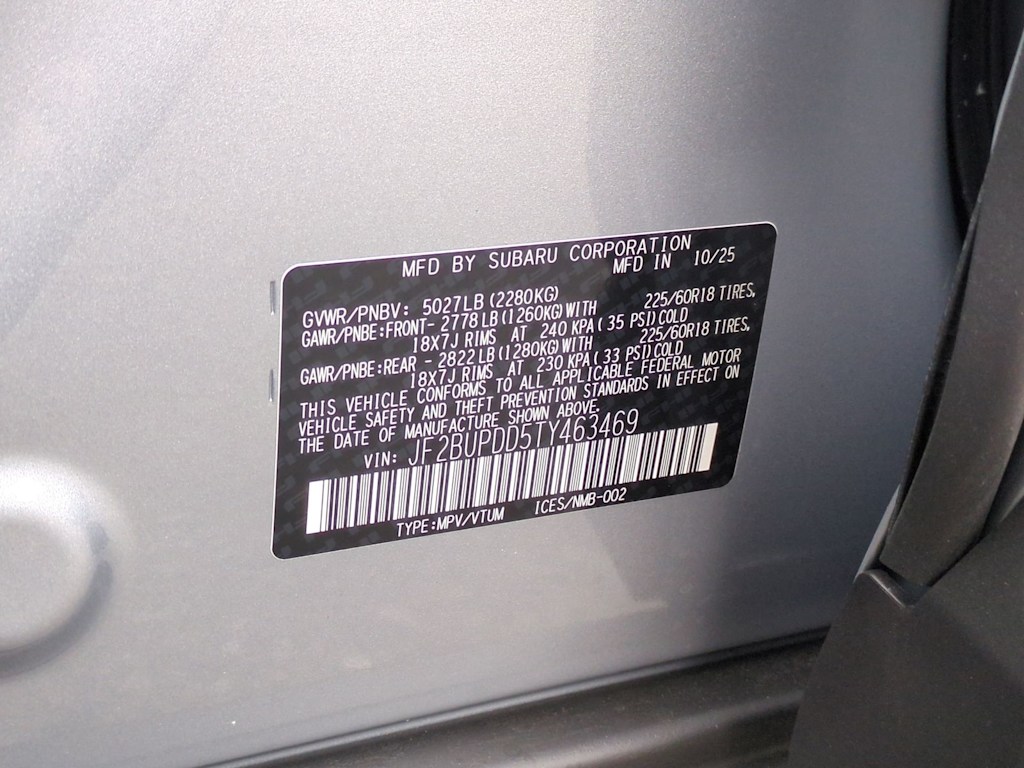 MFD BY SUBARU CORPORATION
MFD IN 10/25
GVWR/PNBV: 5027LB (2280KG)
GAWR/PNBE:FRONT- 2778LB (1260KG)WITH 225/60R18 TIRES,
18X7J RIMS AT 240 KPA( 35 PSI)COLD
GAWR/PNBE:REAR - 2822LB (1280KG)WITH 225/60R18 TIRES,
18X7J RIMS AT 230 KPA( 33 PSI)COLD
THIS VEHICLE CONFORMS TO ALL APPLICABLE FEDERAL MOTOR
VEHICLE SAFETY AND THEFT PREVENTION STANDARDS IN EFFECT ON
THE DATE OF MANUFACTURE SHOWN ABOVE.
VIN: JF2BUPDD5TY463469
TYPE:MPV/VTUM ICES/NMB-002